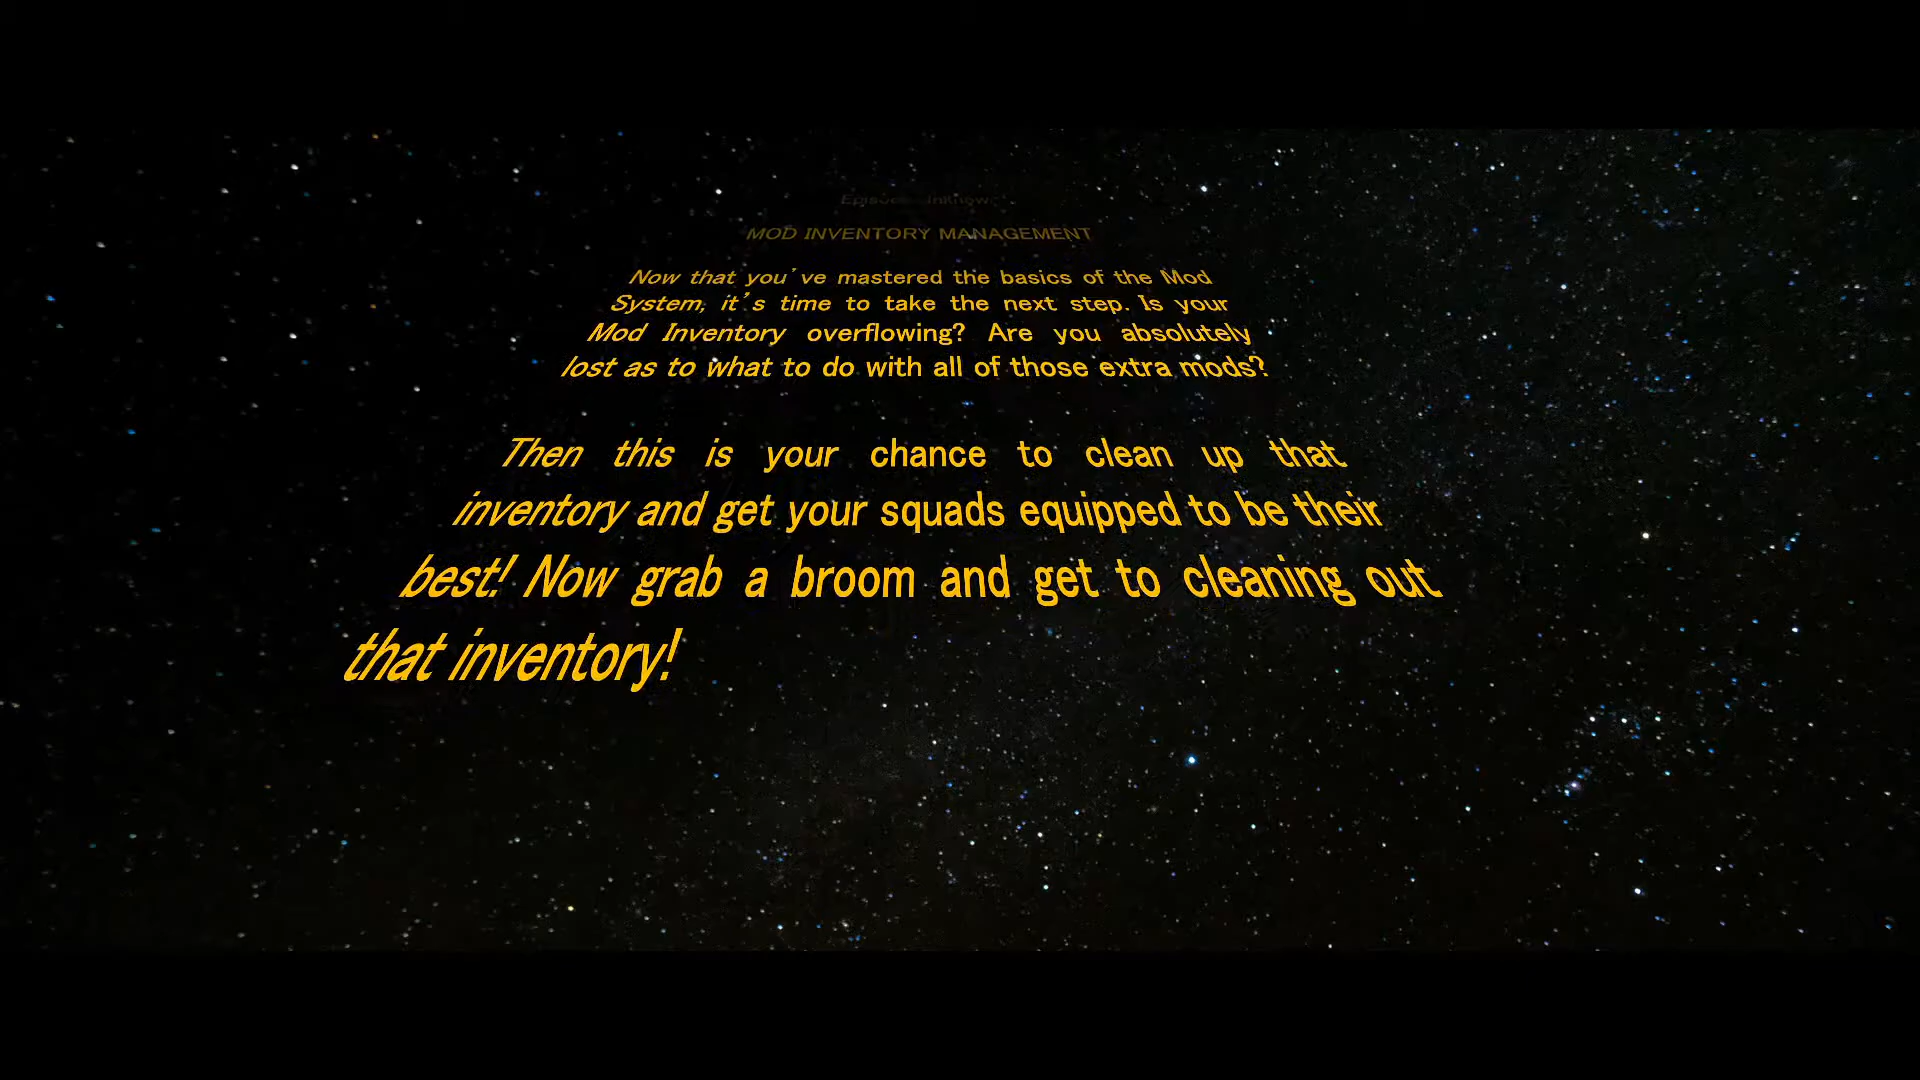 Episode Unknown
MOD INVENTORY MANAGEMENT
Now that you've mastered the basics of the Mod
System, it's time to take the next step. Is your
Mod Inventory overflowing? Are you absolutely
lost as to what to do with all of those extra mods?
Then this is your chance to clean up that
inventory and get your squads equipped to be their
best! Now grab a broom and get to cleaning out
that inventory!